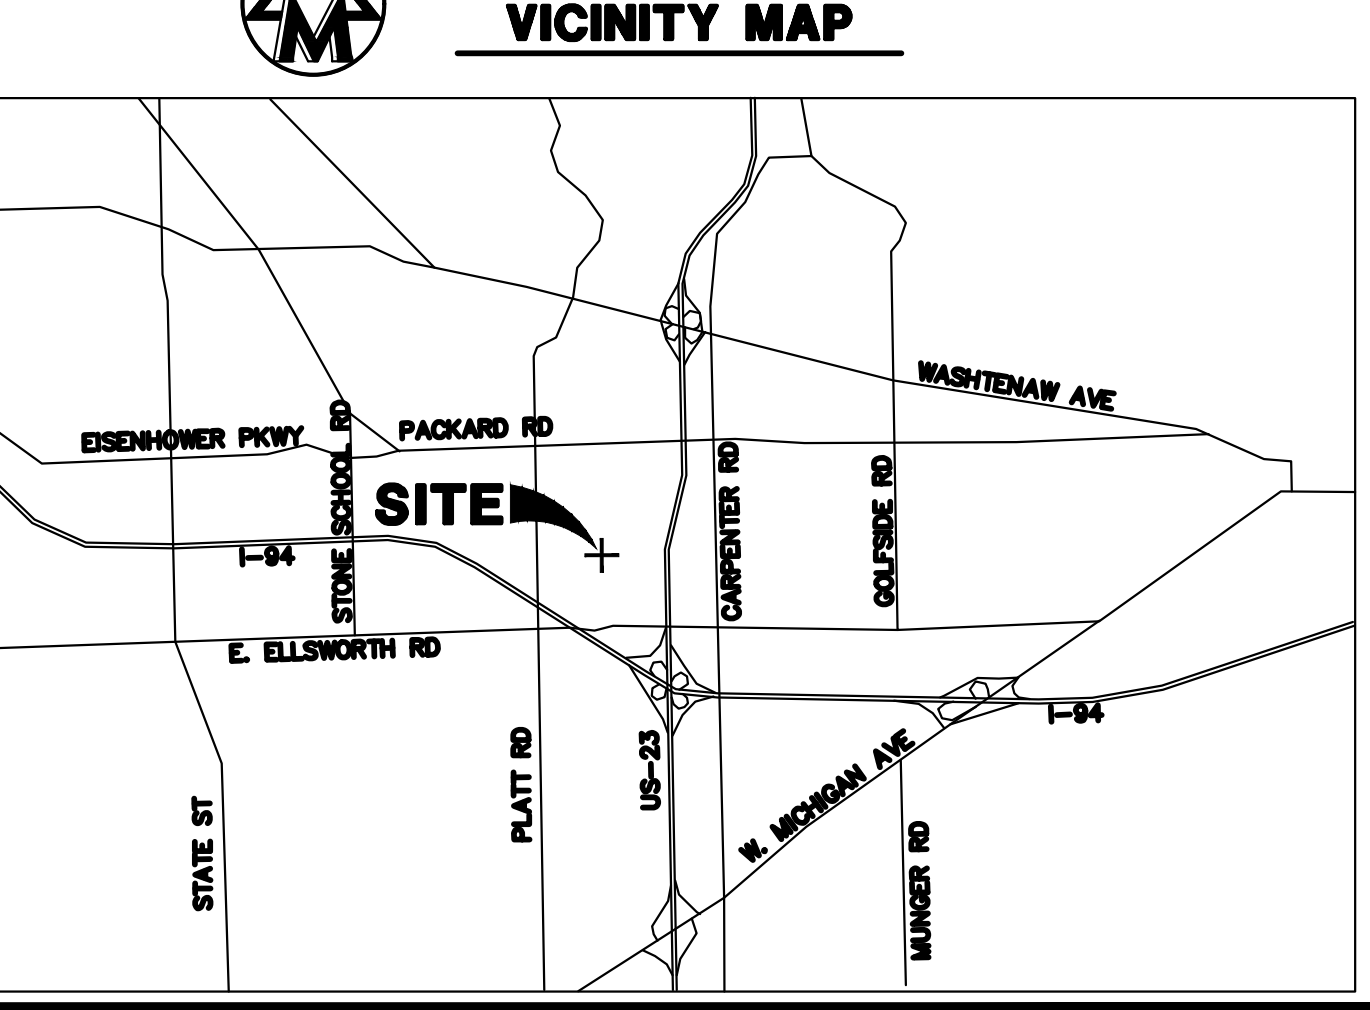 M
VICINITY MAP
WASHTENAW AVE
EISENHOWER PKWY
PACKARD RD
STONE SCHOOL RD
SITE
CARPENTER RD
GOLFSIDE RD
I-94
E. ELLSWORTH RD
I-94
PLATT RD
US-23
W. MICHIGAN AVE
STATE ST
MUNGER RD